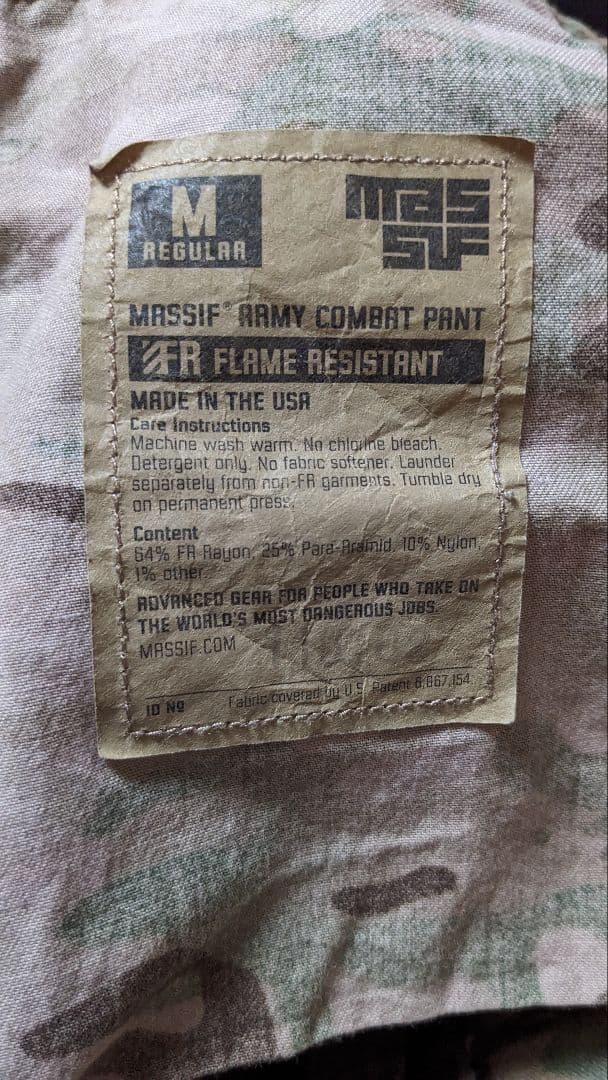 M
REGULAR
MASSIF
MASSIF® ARMY COMBAT PANT
FR FLAME RESISTANT
MADE IN THE USA
Care Instructions
Machine wash warm. No chlorine bleach.
Detergent only. No fabric softener. Launder
separately from non-FR garments. Tumble dry
on permanent press.
Content
64% FR Rayon, 25% Para-Aramid, 10% Nylon,
1% other
ADVANCED GEAR FOR PEOPLE WHO TAKE ON
THE WORLD'S MOST DANGEROUS JOBS.
MASSIF.COM
ID Nº
Fabric covered by U.S. Patent 6,867,154